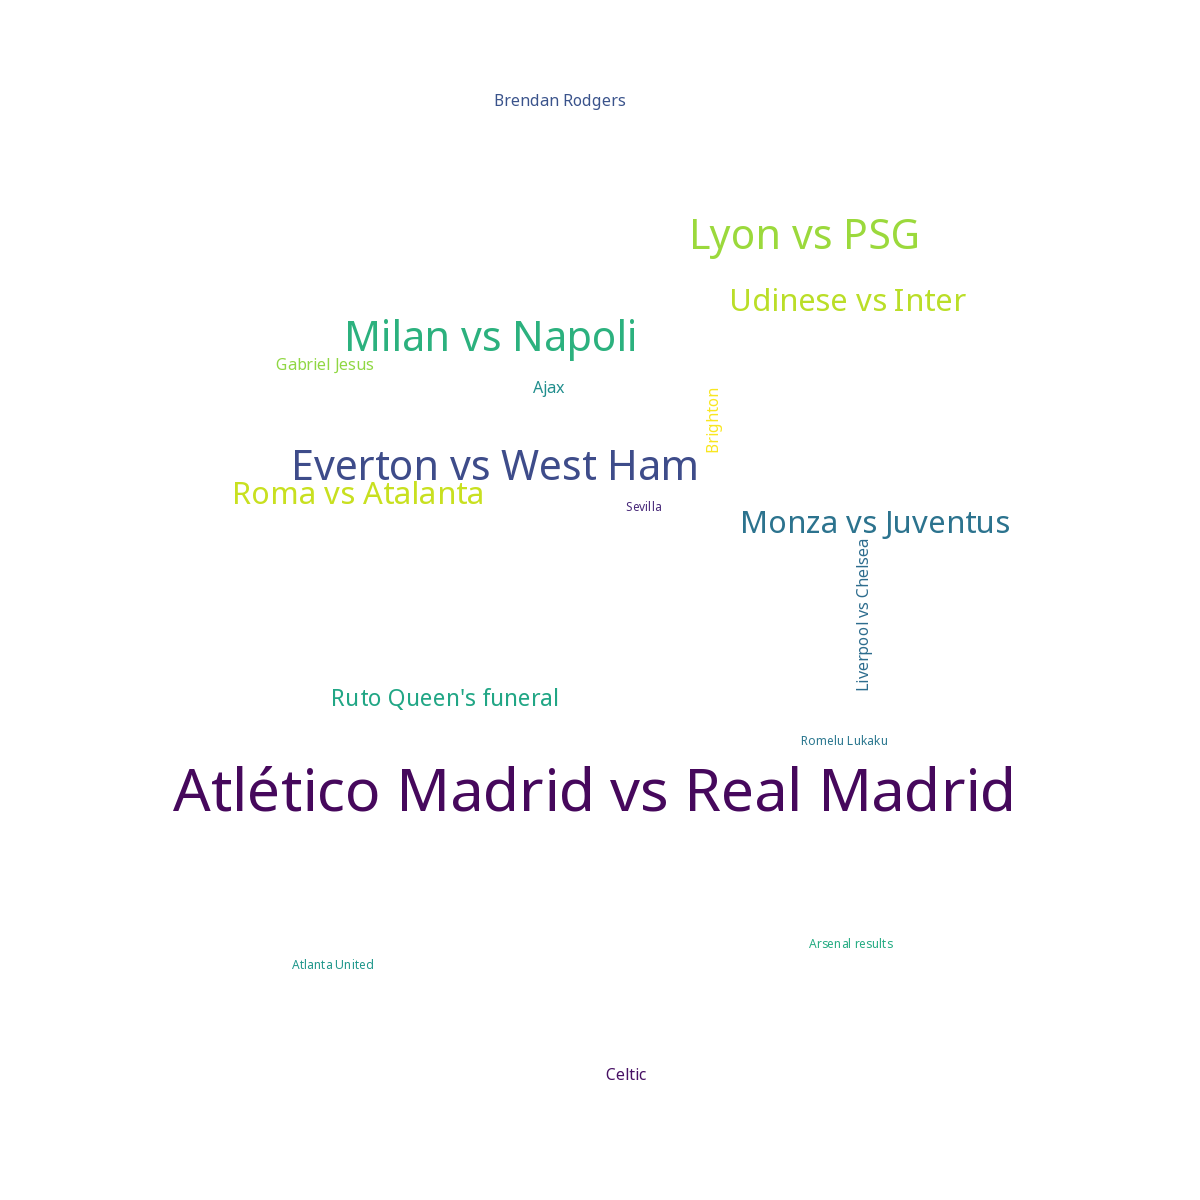 Brendan Rodgers
Lyon vs PSG
Udinese vs Inter
Milan vs Napoli
Gabriel Jesus
Ajax
Brighton
Everton vs West Ham
Roma vs Atalanta
Sevilla
Monza vs Juventus
Liverpool vs Chelsea
Ruto Queen's funeral
Romelu Lukaku
Atlético Madrid vs Real Madrid
Arsenal results
Atlanta United
Celtic